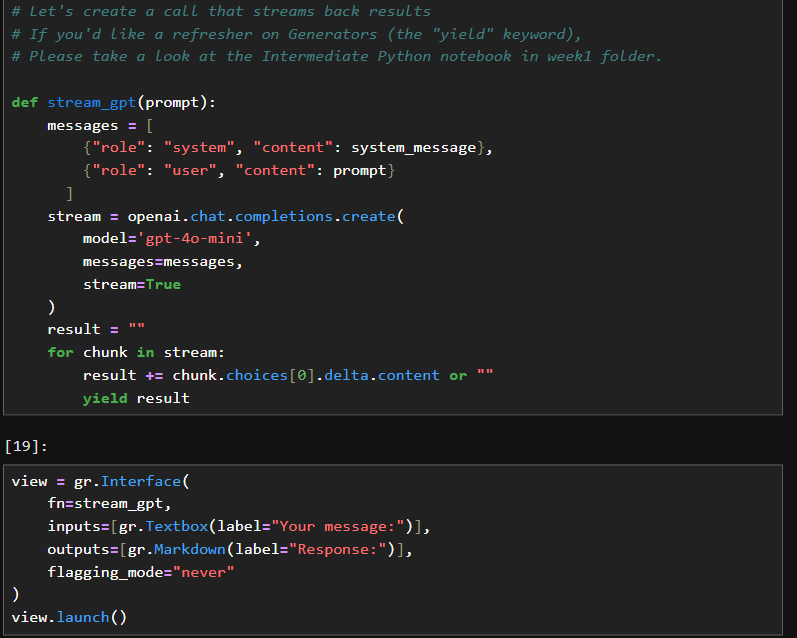 # Let's create a call that streams back results
# If you'd like a refresher on Generators (the "yield" keyword),
# Please take a look at the Intermediate Python notebook in week1 folder.
def stream_gpt(prompt):
    messages = [
        {"role": "system", "content": system_message},
        {"role": "user", "content": prompt}
      ]
    stream = openai.chat.completions.create(
        model='gpt-4o-mini',
        messages=messages,
        stream=True
    )
    result = ""
    for chunk in stream:
        result += chunk.choices[0].delta.content or ""
        yield result
[19]:
view = gr.Interface(
    fn=stream_gpt,
    inputs=[gr.Textbox(label="Your message:")],
    outputs=[gr.Markdown(label="Response:")],
    flagging_mode="never"
)
view.launch()